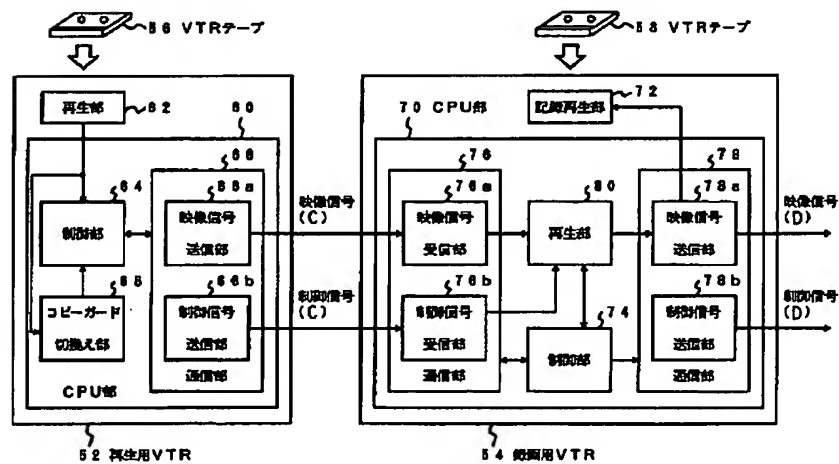 56 VTRテープ
58 VTRテープ
再生部
62
60
64
制御部
コピーガード
切換え部
68
CPU部
66
66a
映像信号
送信部
66b
制御信号
送信部
通信部
52 再生用VTR
映像信号
(C)
制御信号
(C)
70 CPU部
記録再生部
72
76
76a
映像信号
受信部
76b
制御信号
受信部
通信部
80
再生部
74
制御部
78
78a
映像信号
送信部
78b
制御信号
送信部
通信部
54 録画用VTR
映像信号
(D)
制御信号
(D)